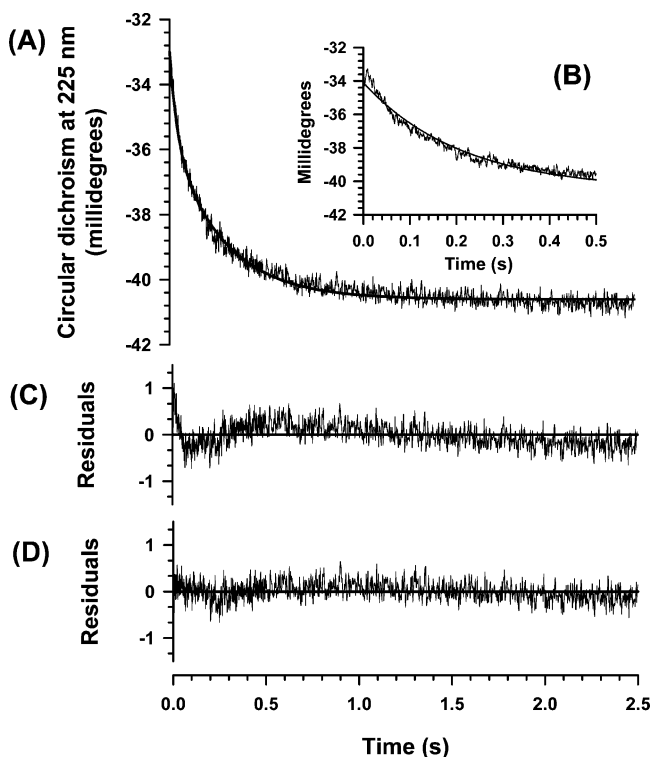 (A)
Circular dichroism at 225 nm
(millidegrees)
-32
-34
-36
-38
-40
-42
(B)
Millidegrees
-32
-34
-36
-38
-40
-42
0.0 0.1 0.2 0.3 0.4 0.5
Time (s)
(C)
Residuals
1
0
-1
(D)
Residuals
1
0
-1
0.0 0.5 1.0 1.5 2.0 2.5
Time (s)